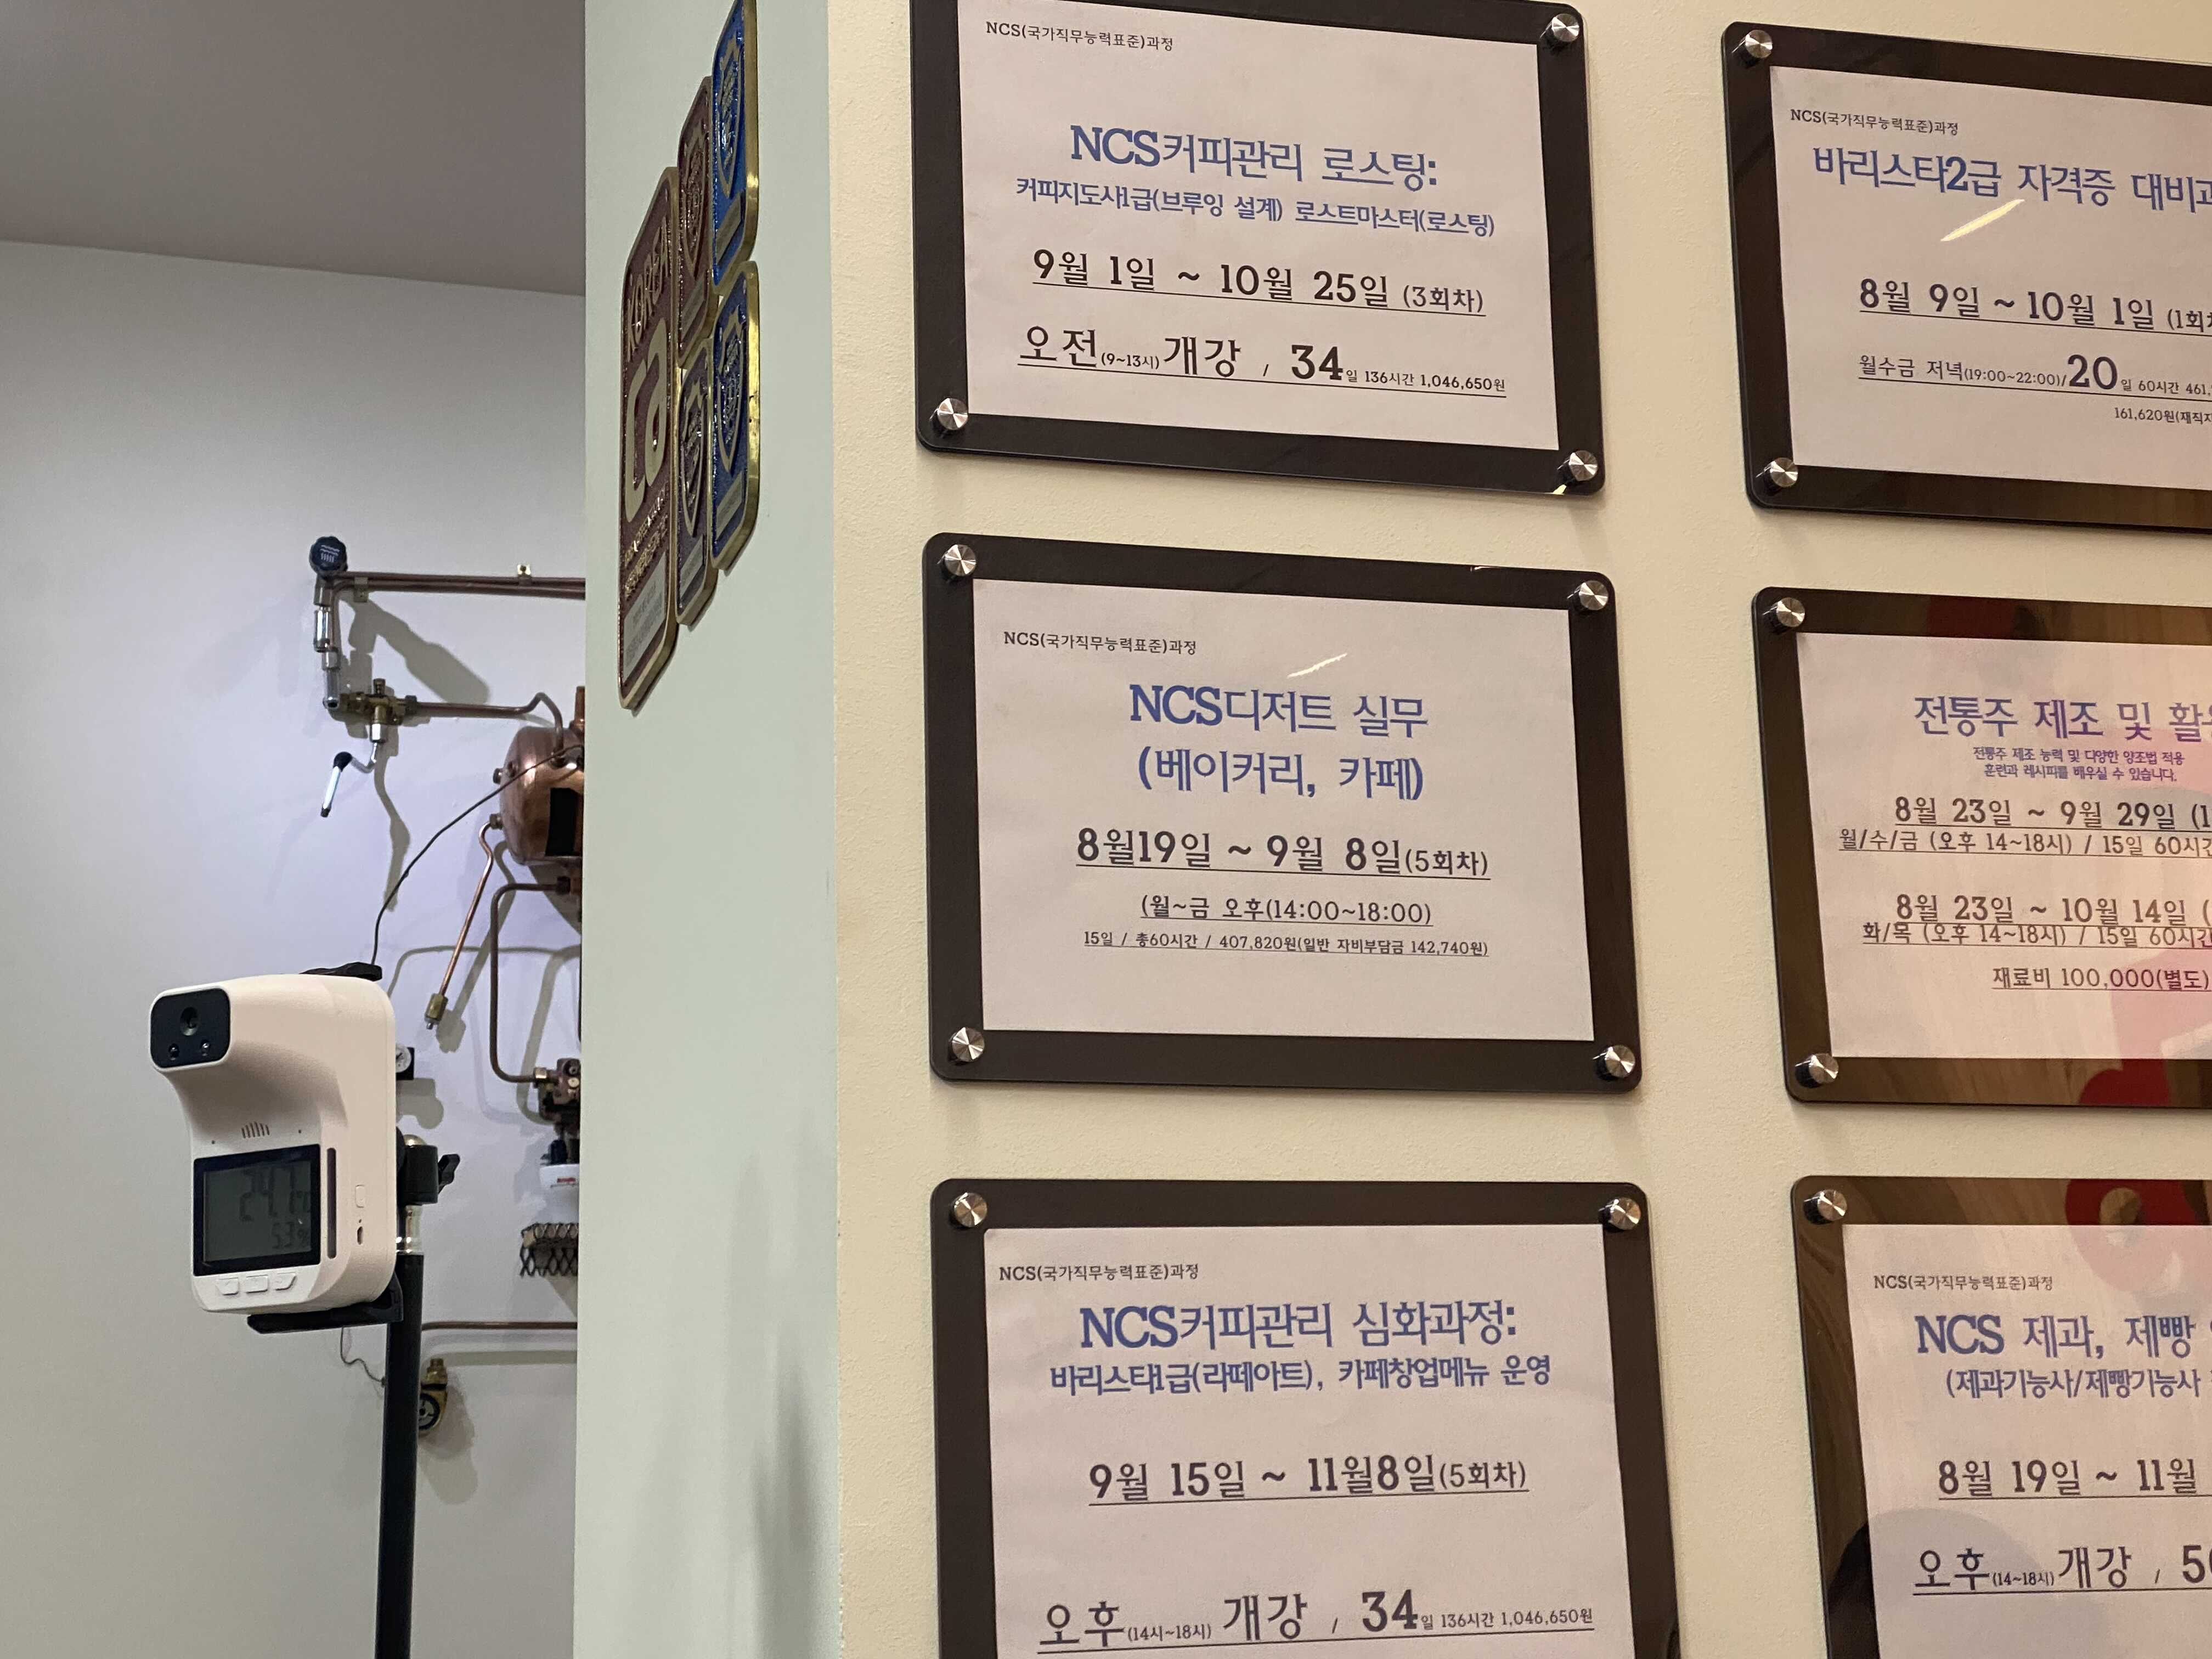 NCS(국가직무능력표준)과정
NCS커피관리 로스팅:
커피지도사1급(브루잉 설계) 로스트마스터(로스팅)
9월 1일 ~ 10월 25일 (3회차)
오전(9~13시)개강 / 34일 136시간 1,046,650원
NCS(국가직무능력표준)과정
바리스타2급 자격증 대비
8월 9일 ~ 10월 1일 (1회
월수금 저녁(19:00~22:00)/20일 60시간 461,
161,620원(재직
NCS(국가직무능력표준)과정
NCS디저트 실무
(베이커리, 카페)
8월19일 ~ 9월 8일(5회차)
(월~금 오후(14:00~18:00)
15일 / 총60시간 / 407,820원(일반 자비부담금 142,740원)
전통주 제조 및
전통주 제조 능력 및 다양한 양조법 적용
훈련과 레시피를 배우실 수 있습니다.
8월 23일 ~ 9월 29일 (1
월/수/금 (오후 14~18시) / 15일 60시간
8월 23일 ~ 10월 14일 (
화/목 (오후 14~18시) / 15일 60시간
재료비 100,000(별도)
NCS(국가직무능력표준)과정
NCS커피관리 심화과정:
바리스타1급(라떼아트), 카페창업메뉴 운영
9월 15일 ~ 11월8일(5회차)
오후(14시~18시) 개강 / 34일 136시간 1,046,650원
NCS(국가직무능력표준)과정
NCS 제과, 제빵
(제과기능사/제빵기능사
8월 19일 ~ 11월
오후(14~18시)개강 / 5
KOREA
Ca
24.1°C
53%